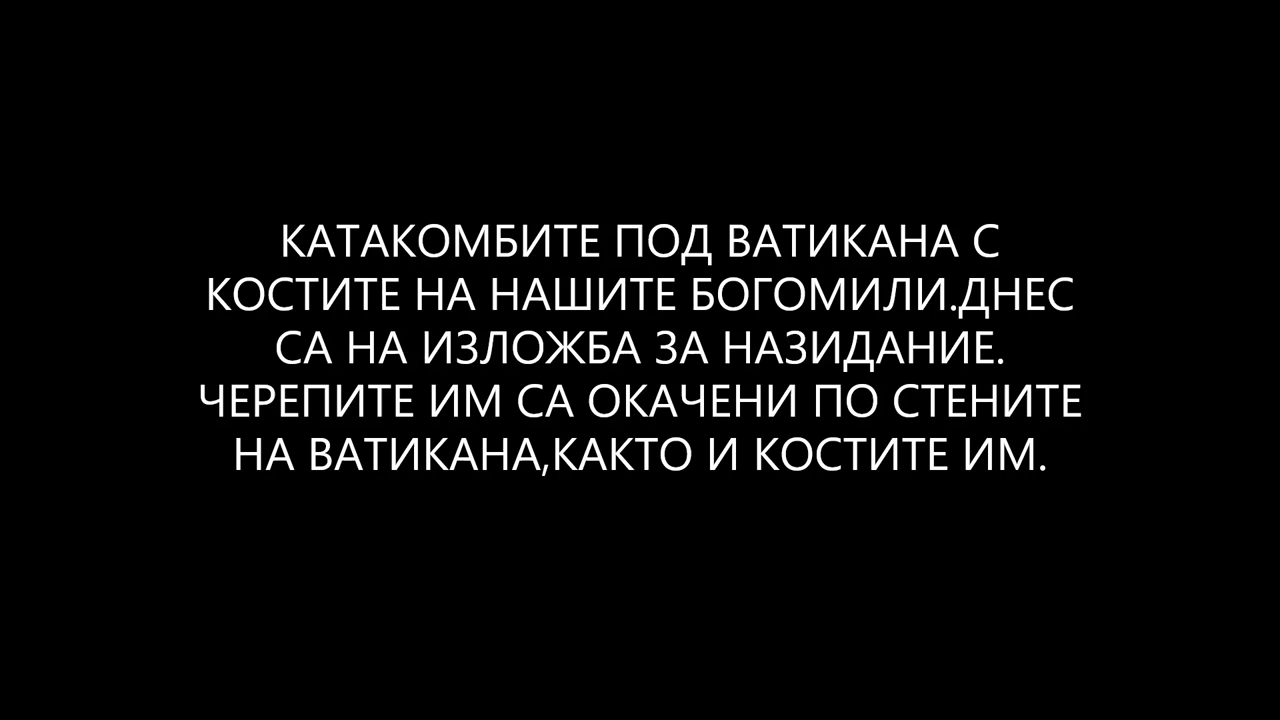 КАТАКОМБИТЕ ПОД ВАТИКАНА С
КОСТИТЕ НА НАШИТЕ БОГОМИЛИ.ДНЕС
СА НА ИЗЛОЖБА ЗА НАЗИДАНИЕ.
ЧЕРЕПИТЕ ИМ СА ОКАЧЕНИ ПО СТЕНИТЕ
НА ВАТИКАНА,КАКТО И КОСТИТЕ ИМ.